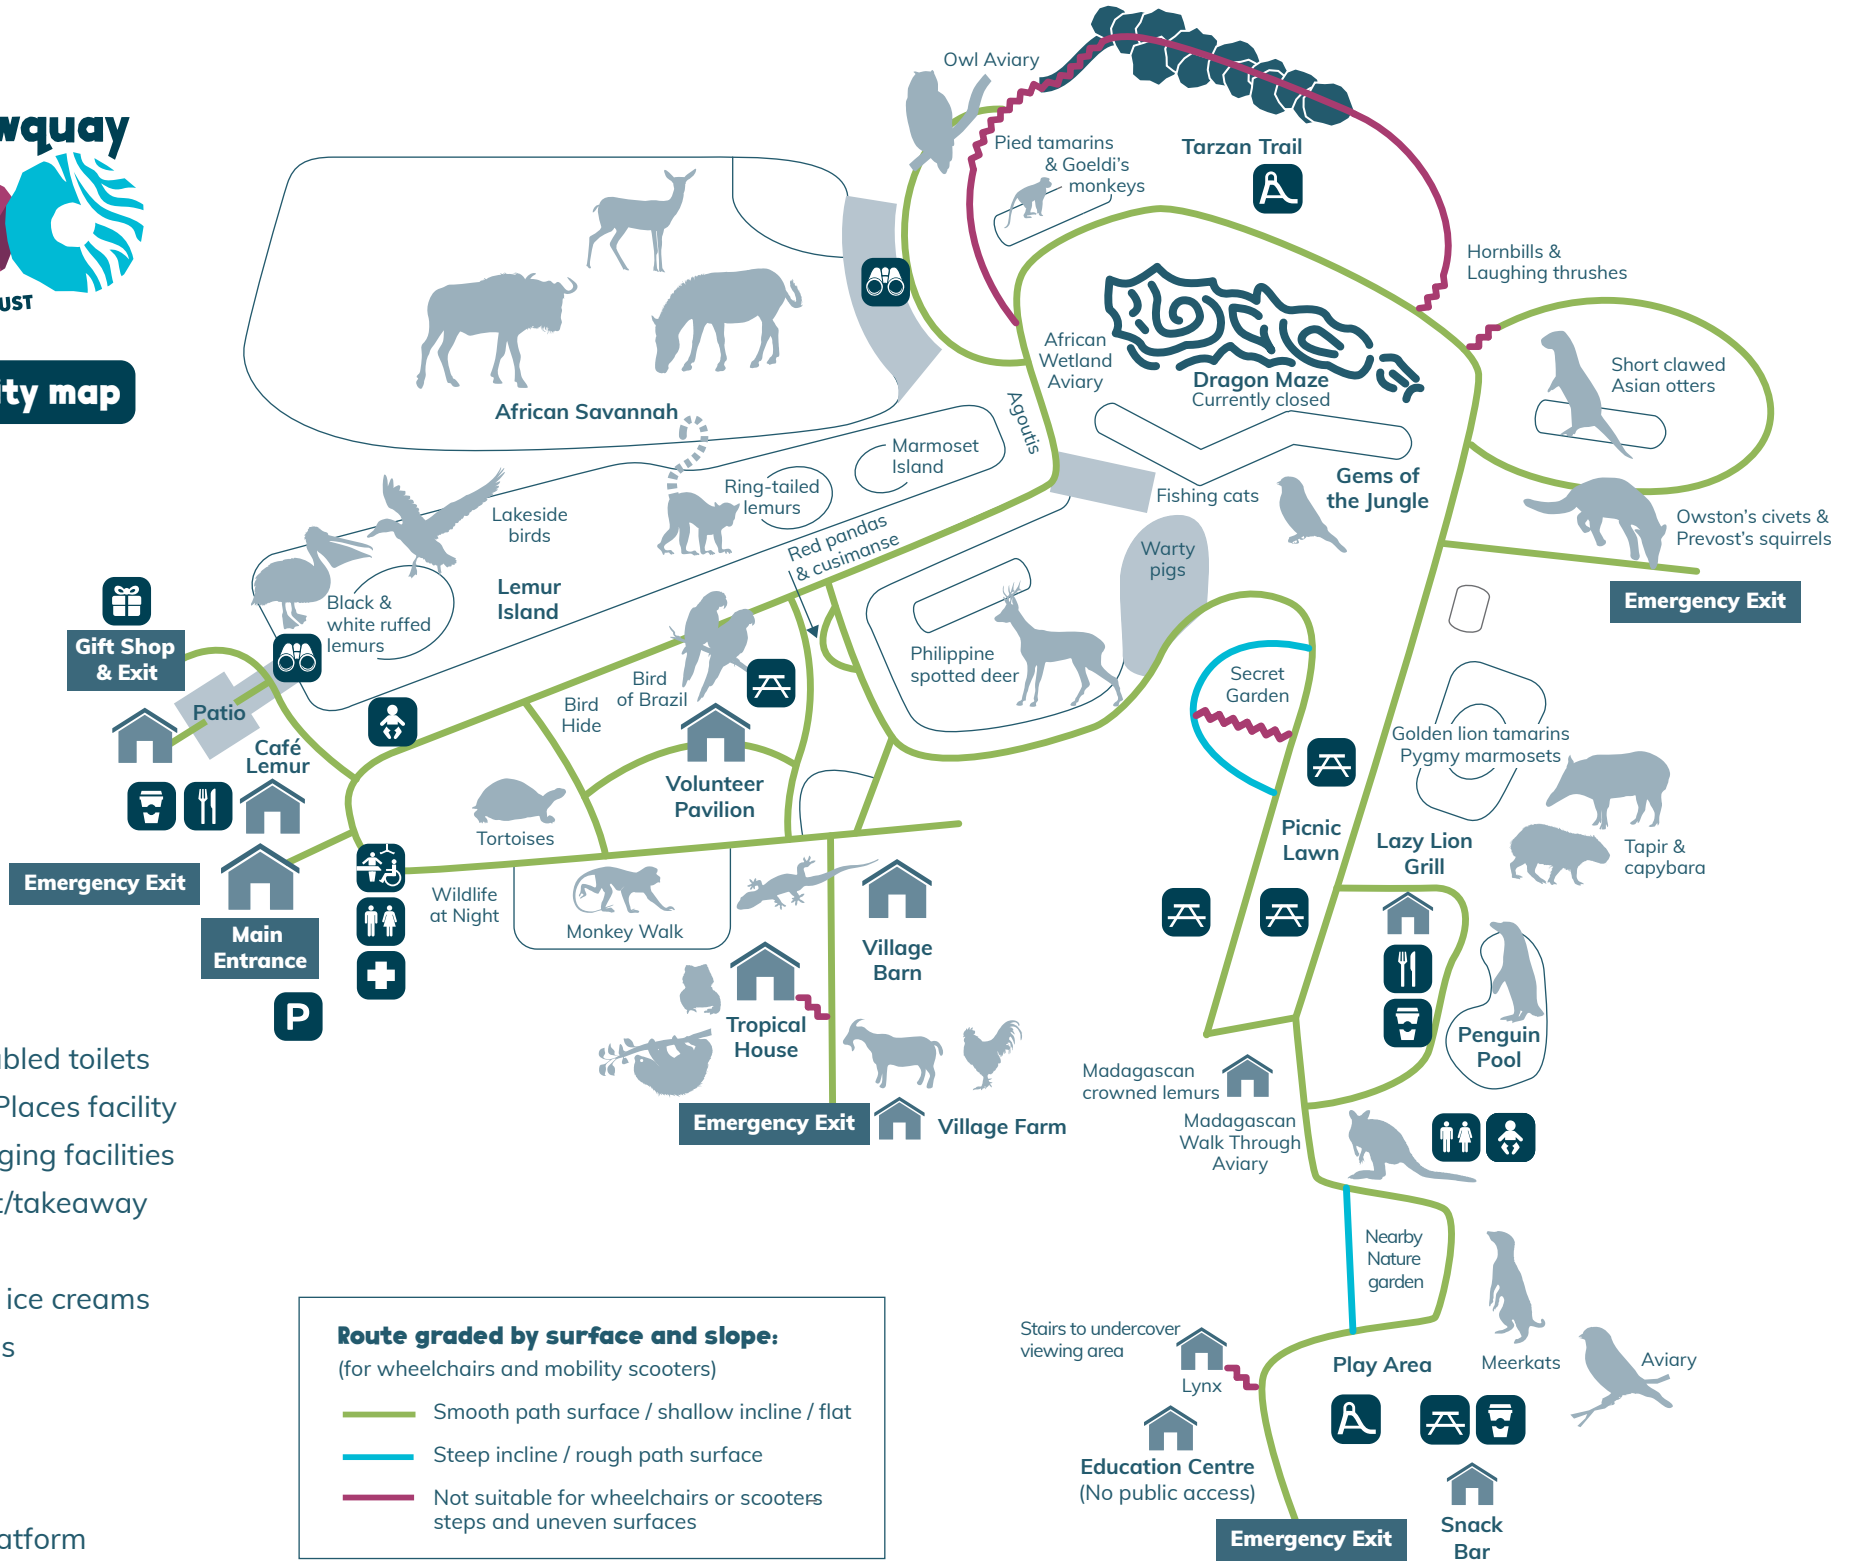 wquay
UST
ty map
Owl Aviary
Pied tamarins
& Goeldi's
monkeys
Tarzan Trail
Hornbills &
Laughing thrushes
African
Wetland
Aviary
Dragon Maze
Currently closed
Short clawed
Asian otters
African Savannah
Agoutis
Marmoset
Island
Ring-tailed
lemurs
Gems of
the Jungle
Fishing cats
Lakeside
birds
Red pandas
& cusimanse
Owston's civets &
Prevost's squirrels
Warty
pigs
Lemur
Island
Black &
white ruffed
lemurs
Emergency Exit
Gift Shop
& Exit
Philippine
spotted deer
Secret
Garden
Bird
of Brazil
Bird
Hide
Patio
Café
Lemur
Golden lion tamarins
Pygmy marmosets
Volunteer
Pavilion
Tortoises
Picnic
Lawn
Lazy Lion
Grill
Tapir &
capybara
Emergency Exit
Wildlife
at Night
Monkey Walk
Main
Entrance
Village
Barn
P
Tropical
House
Penguin
Pool
abled toilets
Places facility
ging facilities
t/takeaway
ice creams
s
atform
Madagascan
crowned lemurs
Emergency Exit
Village Farm
Madagascan
Walk Through
Aviary
Nearby
Nature
garden
Stairs to undercover
viewing area
Lynx
Play Area
Meerkats
Aviary
Education Centre
(No public access)
Emergency Exit
Snack
Bar
Route graded by surface and slope:
(for wheelchairs and mobility scooters)
Smooth path surface / shallow incline / flat
Steep incline / rough path surface
Not suitable for wheelchairs or scooters-
steps and uneven surfaces